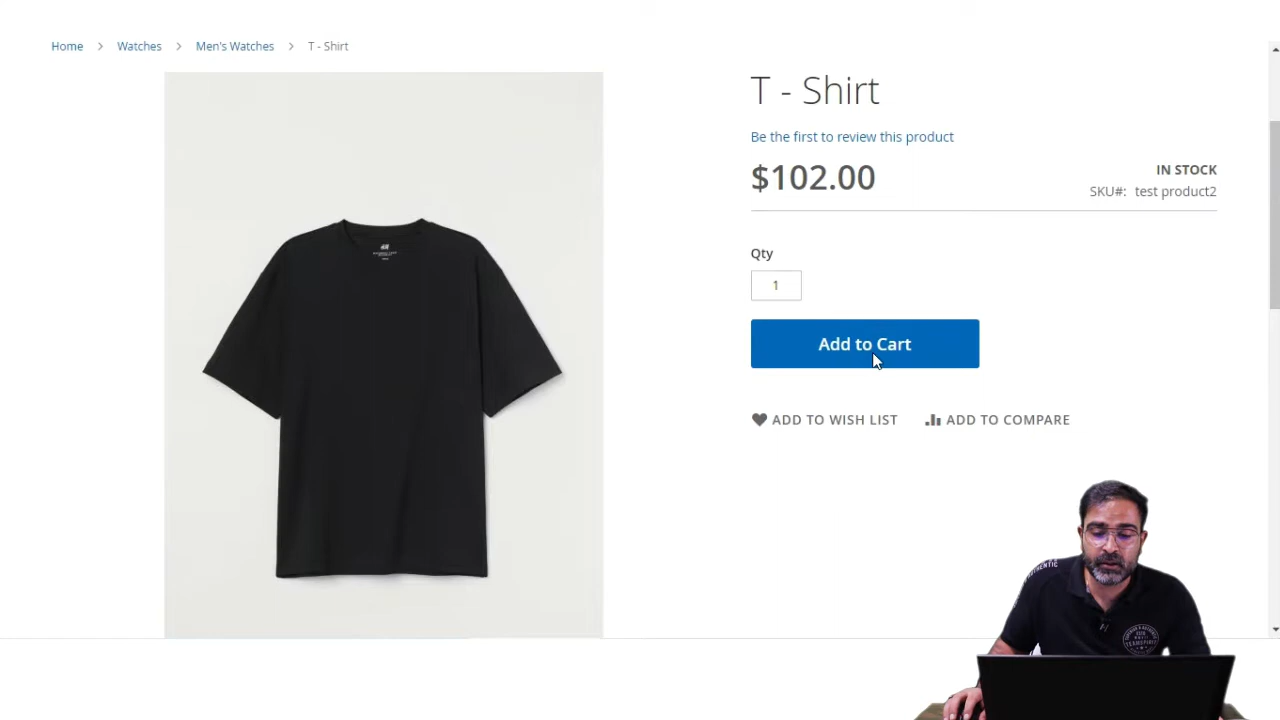 Home > Watches > Men's Watches > T - Shirt
T - Shirt
Be the first to review this product
$102.00
IN STOCK
SKU#: test product2
Qty
1
Add to Cart
ADD TO WISH LIST
ADD TO COMPARE
H&M
AUTHENTIC